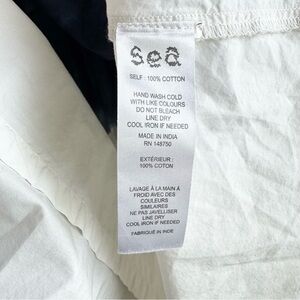 sea
SELF : 100% COTTON
HAND WASH COLD
WITH LIKE COLOURS
DO NOT BLEACH
LINE DRY
COOL IRON IF NEEDED
MADE IN INDIA
RN 148750
EXTÉRIEUR :
100% COTON
LAVAGE À LA MAIN À
FROID AVEC DES
COULEURS
SIMILAIRES
NE PAS JAVELLISER
LINE DRY
COOL IRON IF NEEDED
FABRIQUÉ EN INDE